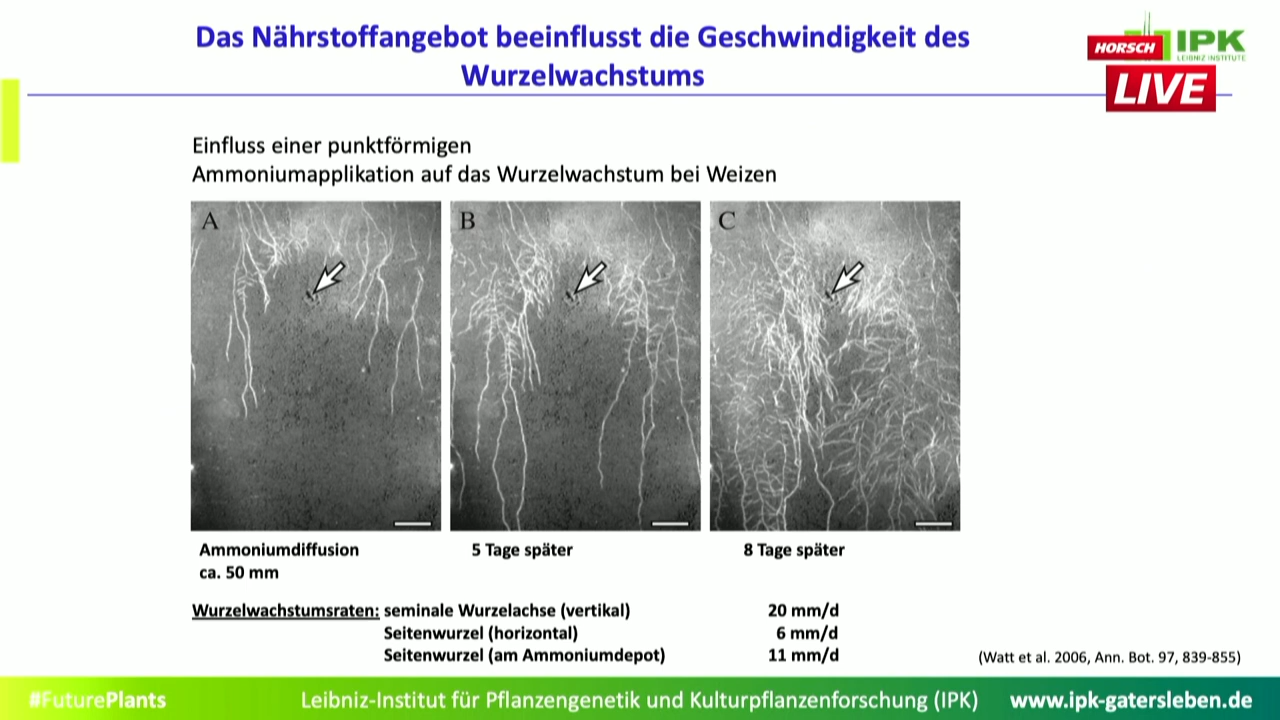 Das Nährstoffangebot beeinflusst die Geschwindigkeit des
Wurzelwachstums
HORSCH
IPK
LEIBNIZ INSTITUTE
LIVE
Einfluss einer punktförmigen
Ammoniumapplikation auf das Wurzelwachstum bei Weizen
A
B
C
Ammoniumdiffusion
ca. 50 mm
5 Tage später
8 Tage später
Wurzelwachstumsraten: seminale Wurzelachse (vertikal) 20 mm/d
Seitenwurzel (horizontal) 6 mm/d
Seitenwurzel (am Ammoniumdepot) 11 mm/d
(Watt et al. 2006, Ann. Bot. 97, 839-855)
#FuturePlants Leibniz-Institut für Pflanzengenetik und Kulturpflanzenforschung (IPK) www.ipk-gatersleben.de